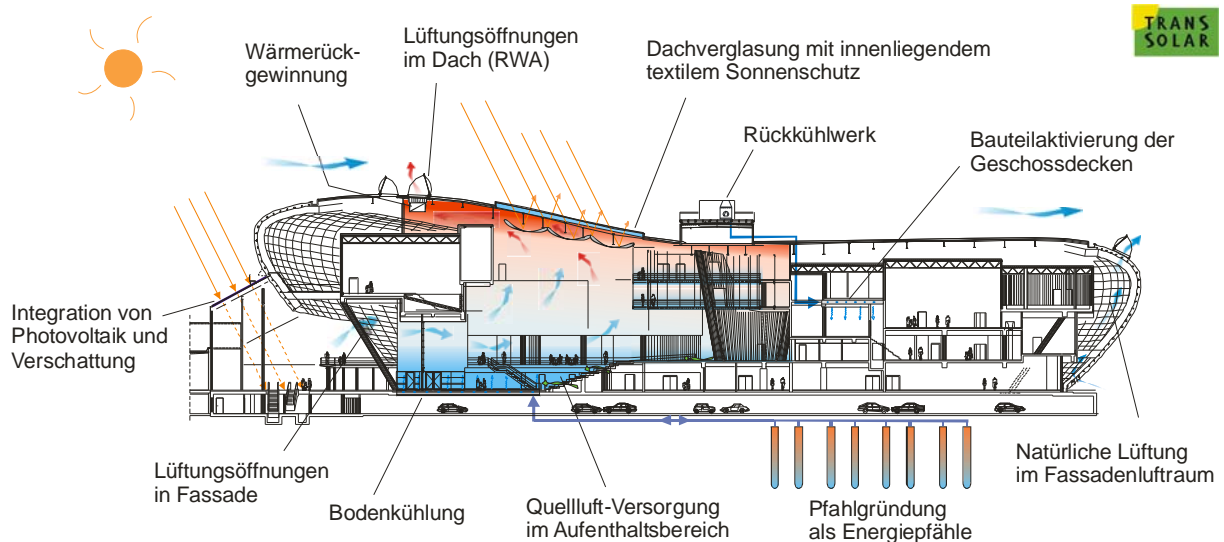 TRANS
SOLAR
Wärmerück-
gewinnung
Lüftungsöffnungen
im Dach (RWA)
Dachverglasung mit innenliegendem
textilem Sonnenschutz
Rückkühlwerk
Bauteilaktivierung der
Geschossdecken
Integration von
Photovoltaik und
Verschattung
Lüftungsöffnungen
in Fassade
Bodenkühlung
Quellluft-Versorgung
im Aufenthaltsbereich
Pfahlgründung
als Energiepfähle
Natürliche Lüftung
im Fassadenluftraum